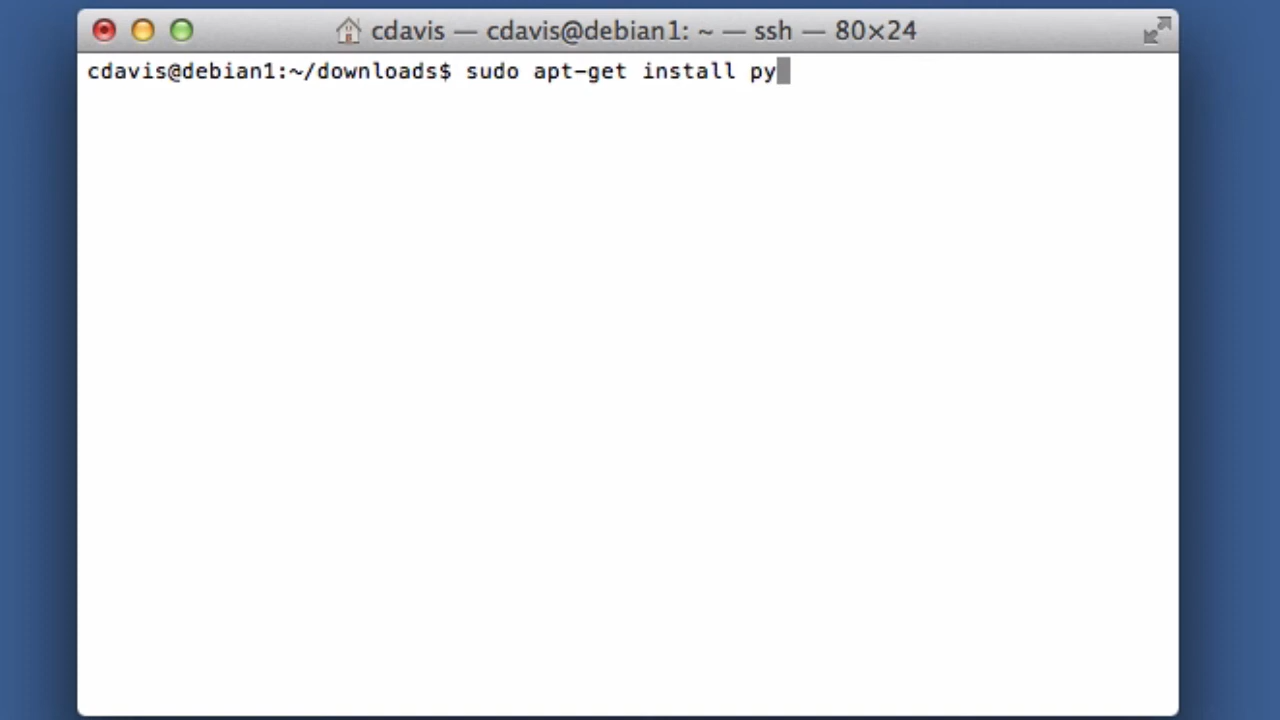 cdavis — cdavis@debian1: ~ — ssh — 80×24
cdavis@debian1:~/downloads$ sudo apt-get install py